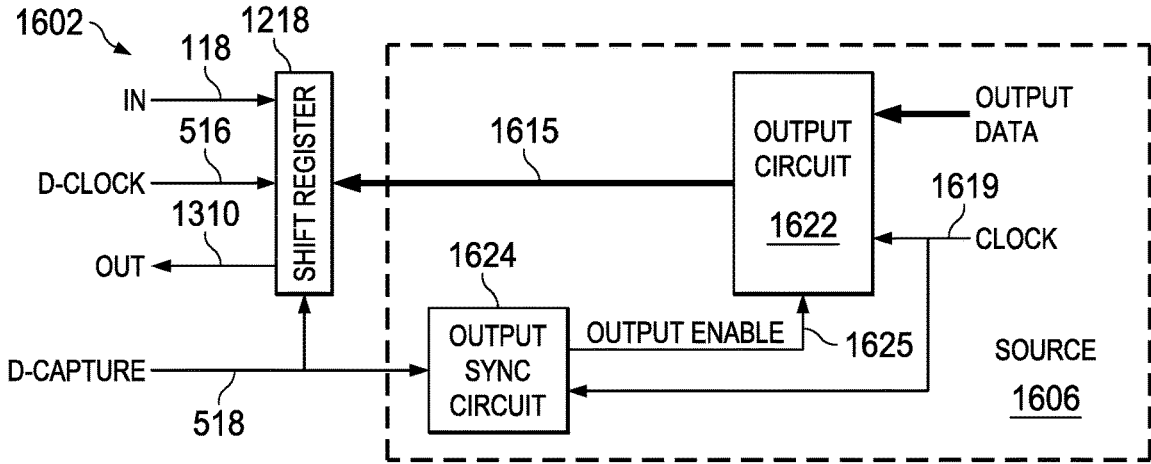 1602
1218
118
IN
516
D-CLOCK
1310
OUT
SHIFT REGISTER
D-CAPTURE
518
1615
OUTPUT
CIRCUIT
1622
OUTPUT
DATA
1619
CLOCK
1624
OUTPUT
SYNC
CIRCUIT
OUTPUT ENABLE
1625
SOURCE
1606